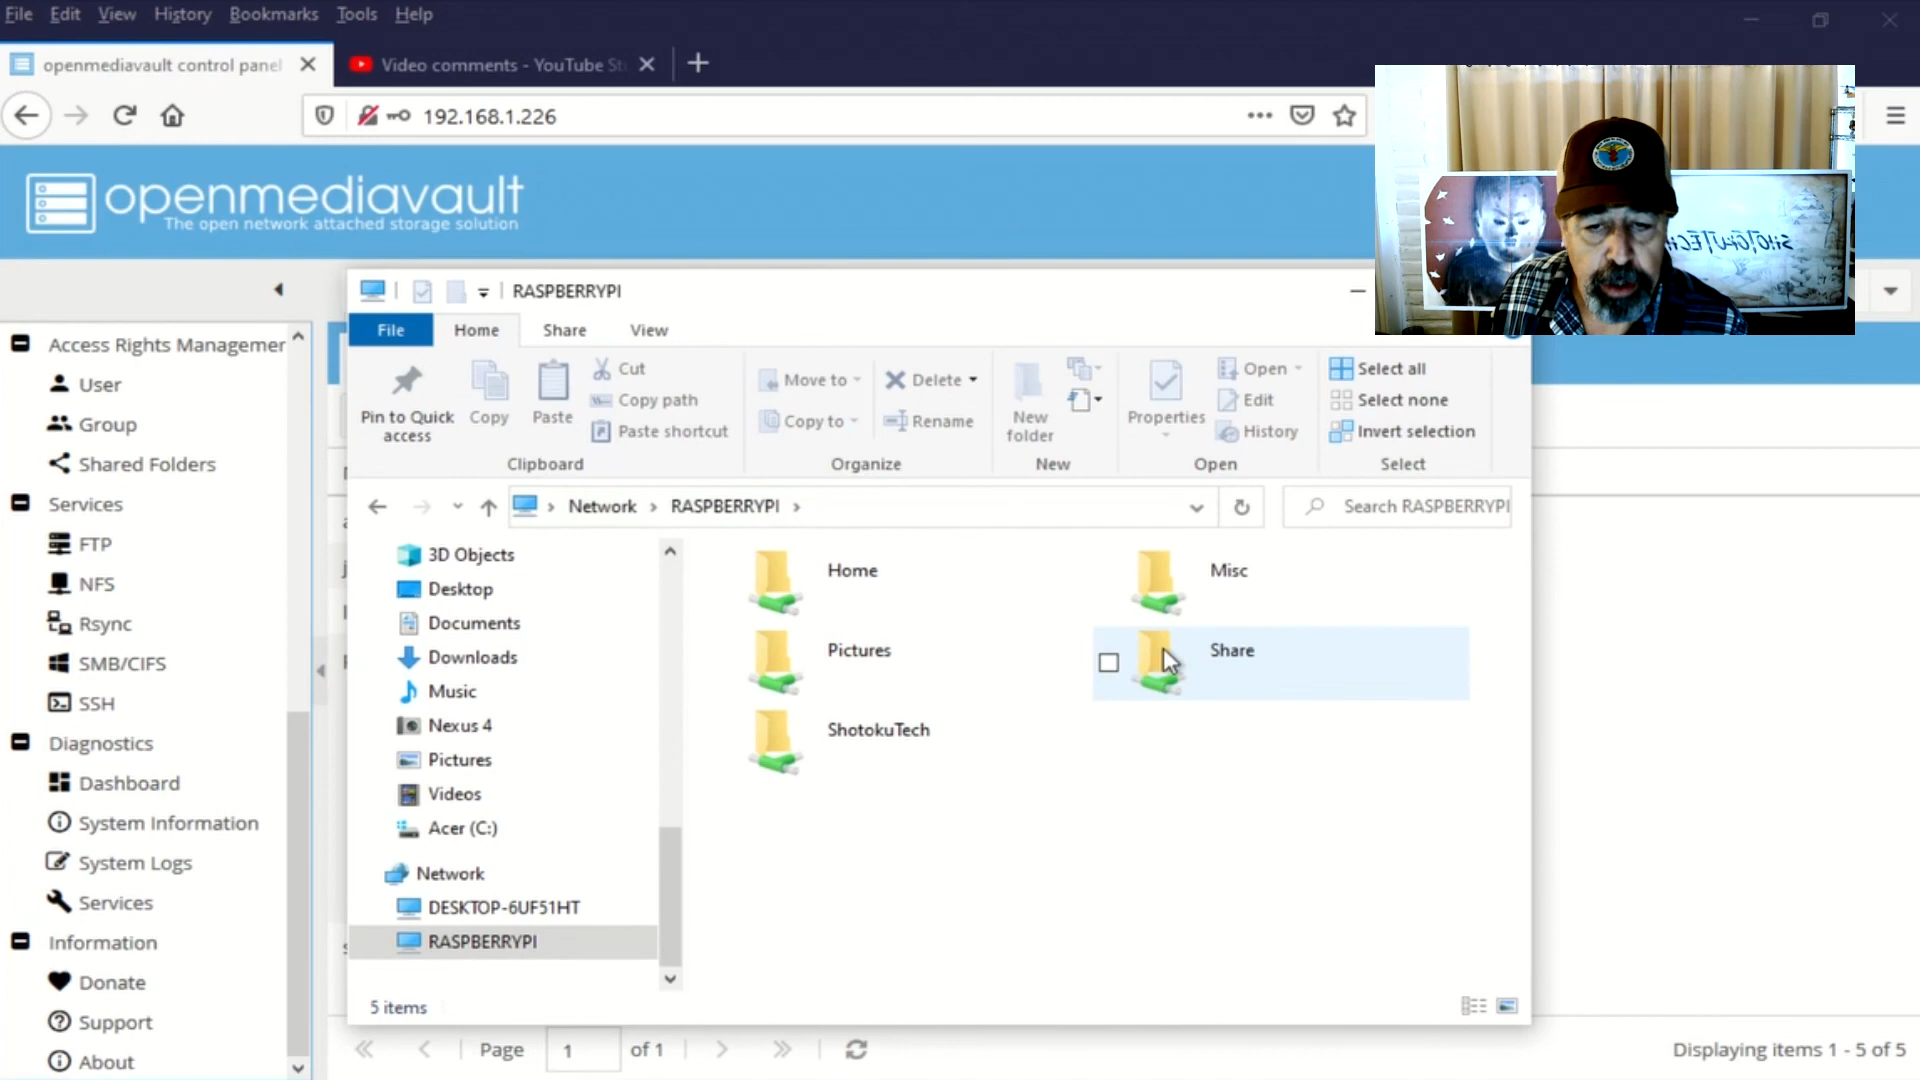 File Edit View History Bookmarks Tools Help
openmediavault control panel
Video comments - YouTube St
192.168.1.226
openmediavault
The open network attached storage solution
RASPBERRYPI
File Home Share View
Pin to Quick access
Copy
Paste
Cut
Copy path
Paste shortcut
Clipboard
Move to
Copy to
Delete
Rename
Organize
New folder
New
Properties
Open
Edit
History
Open
Select all
Select none
Invert selection
Select
Network RASPBERRYPI
Search RASPBERRYPI
Access Rights Managemer
User
Group
Shared Folders
Services
FTP
NFS
Rsync
SMB/CIFS
SSH
Diagnostics
Dashboard
System Information
System Logs
Services
Information
Donate
Support
About
3D Objects
Desktop
Documents
Downloads
Music
Nexus 4
Pictures
Videos
Acer (C:)
Network
DESKTOP-6UF51HT
RASPBERRYPI
Home
Misc
Pictures
Share
ShotokuTech
5 items
Page 1 of 1
Displaying items 1 - 5 of 5